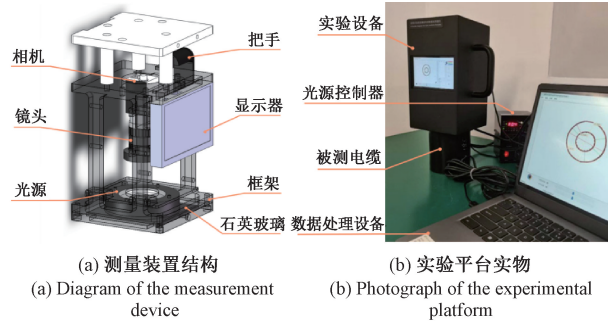 相机
把手
镜头
显示器
光源
框架
石英玻璃
(a) 测量装置结构
(a) Diagram of the measurement
device
实验设备
光源控制器
被测电缆
数据处理设备
(b) 实验平台实物
(b) Photograph of the experimental
platform